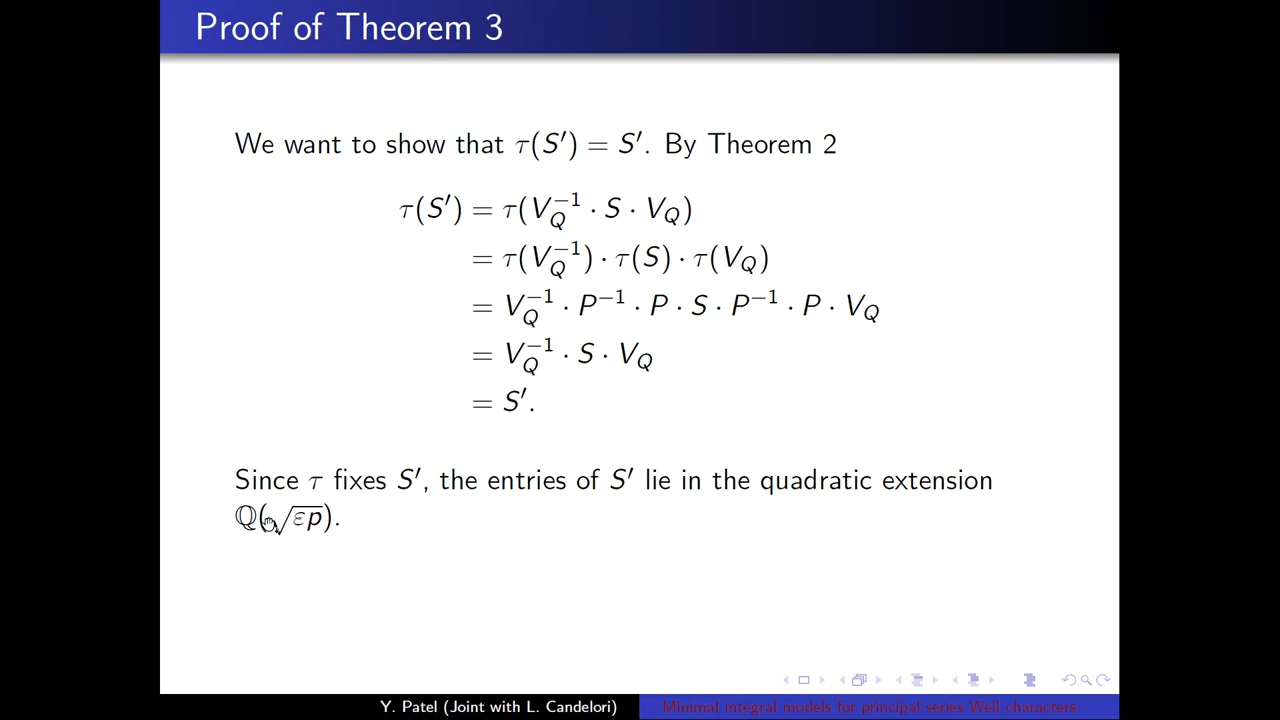 Proof of Theorem 3
We want to show that τ(S′) = S′. By Theorem 2
τ(S′) = τ(V_Q^{-1} · S · V_Q)
= τ(V_Q^{-1}) · τ(S) · τ(V_Q)
= V_Q^{-1} · P^{-1} · P · S · P^{-1} · P · V_Q
= V_Q^{-1} · S · V_Q
= S′.
Since τ fixes S′, the entries of S′ lie in the quadratic extension
ℚ(√εp).
Y. Patel (Joint with L. Candelori) Minimal integral models for principal series Weil characters